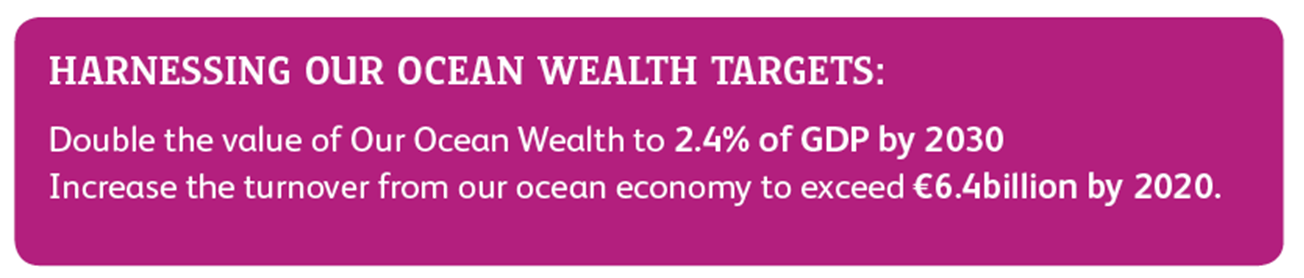 HARNESSING OUR OCEAN WEALTH TARGETS:
Double the value of Our Ocean Wealth to 2.4% of GDP by 2030
Increase the turnover from our ocean economy to exceed €6.4billion by 2020.